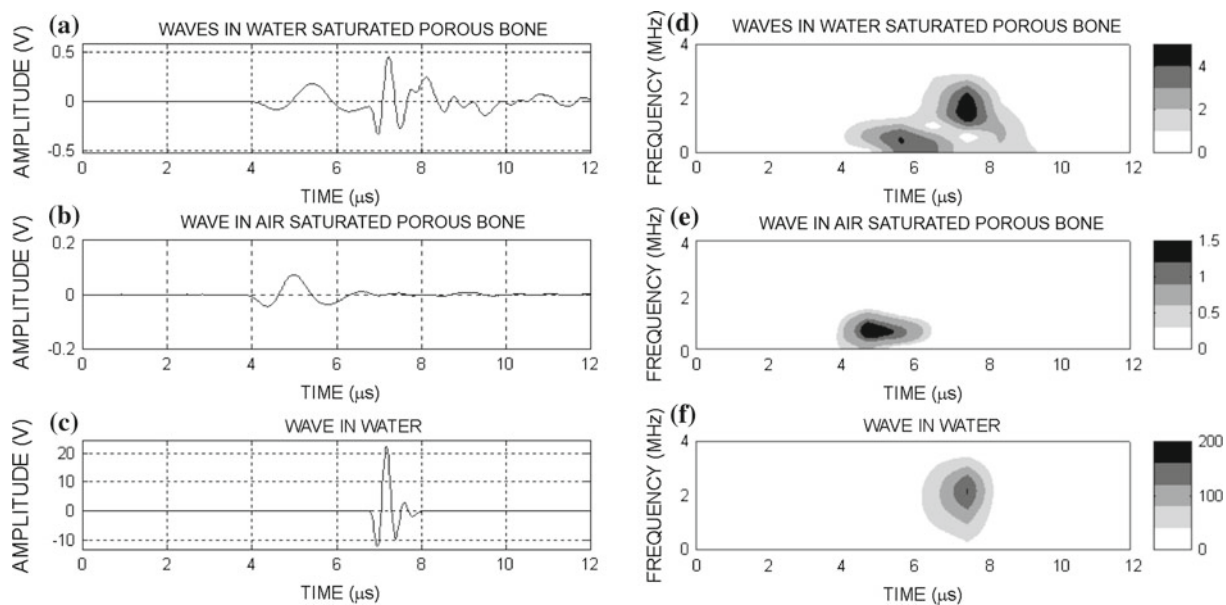 (a) WAVES IN WATER SATURATED POROUS BONE
AMPLITUDE (V)
0.5
0
-0.5
0 2 4 6 8 10 12
TIME (μs)
(b) WAVE IN AIR SATURATED POROUS BONE
AMPLITUDE (V)
0.2
0
-0.2
0 2 4 6 8 10 12
TIME (μs)
(c) WAVE IN WATER
AMPLITUDE (V)
20
10
0
-10
0 2 4 6 8 10 12
TIME (μs)
(d) WAVES IN WATER SATURATED POROUS BONE
FREQUENCY (MHz)
4
2
0
0 2 4 6 8 10 12
TIME (μs)
4
2
0
(e) WAVE IN AIR SATURATED POROUS BONE
FREQUENCY (MHz)
4
2
0
0 2 4 6 8 10 12
TIME (μs)
1.5
1
0.5
0
(f) WAVE IN WATER
FREQUENCY (MHz)
4
2
0
0 2 4 6 8 10 12
TIME (μs)
200
100
0